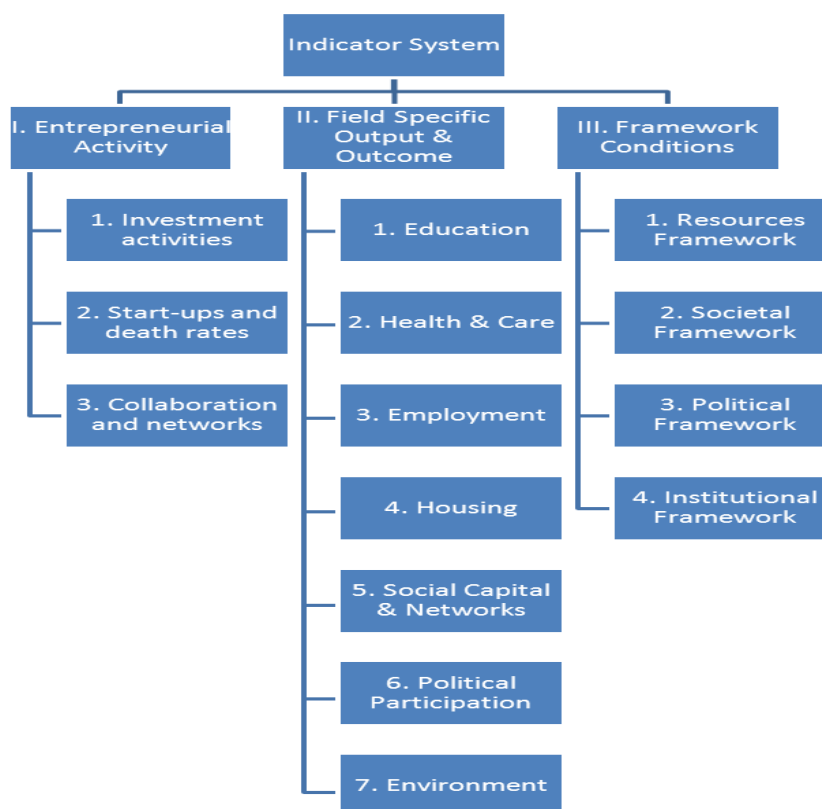 Indicator System
I. Entrepreneurial
Activity
II. Field Specific
Output &
Outcome
III. Framework
Conditions
1. Investment
activities
2. Start-ups and
death rates
3. Collaboration
and networks
1. Education
2. Health & Care
3. Employment
4. Housing
5. Social Capital
& Networks
6. Political
Participation
7. Environment
1. Resources
Framework
2. Societal
Framework
3. Political
Framework
4. Institutional
Framework